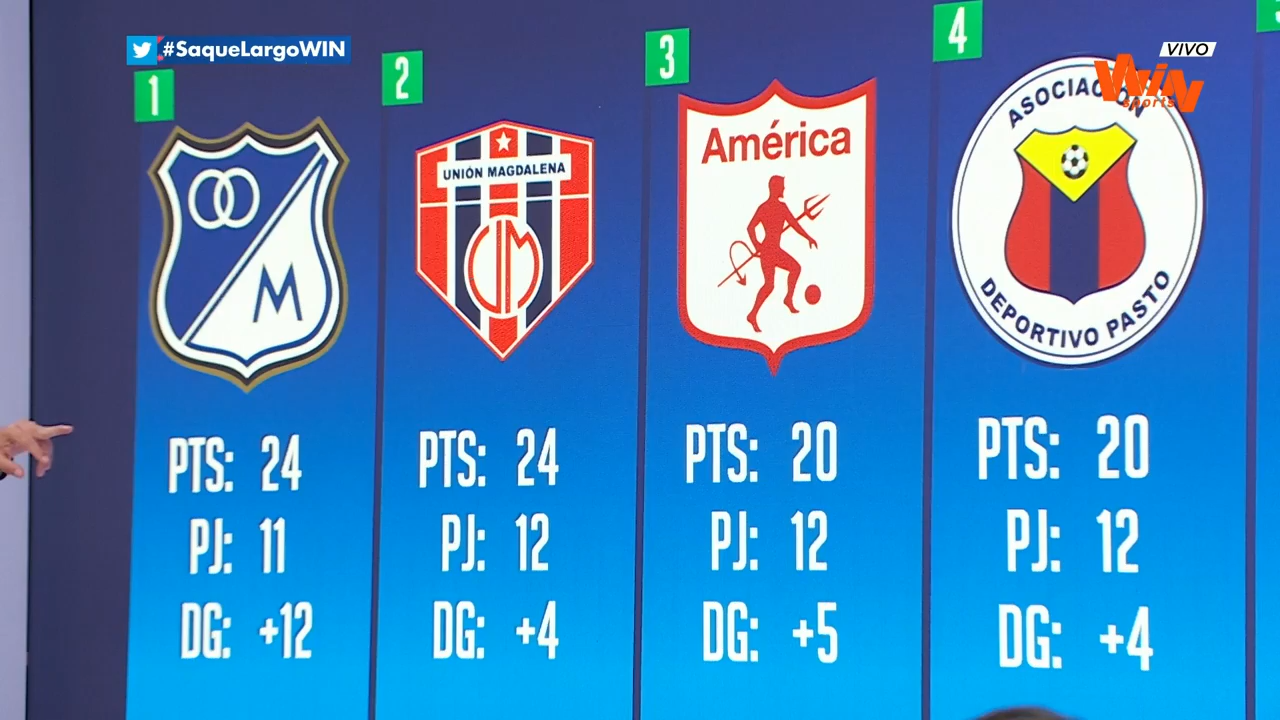 #SaqueLargoWIN
VIVO
WiN
sports
1
2
3
4
M
UNIÓN MAGDALENA
UM
América
ASOCIACIÓN
DEPORTIVO PASTO
PTS: 24
PJ: 11
DG: +12
PTS: 24
PJ: 12
DG: +4
PTS: 20
PJ: 12
DG: +5
PTS: 20
PJ: 12
DG: +4